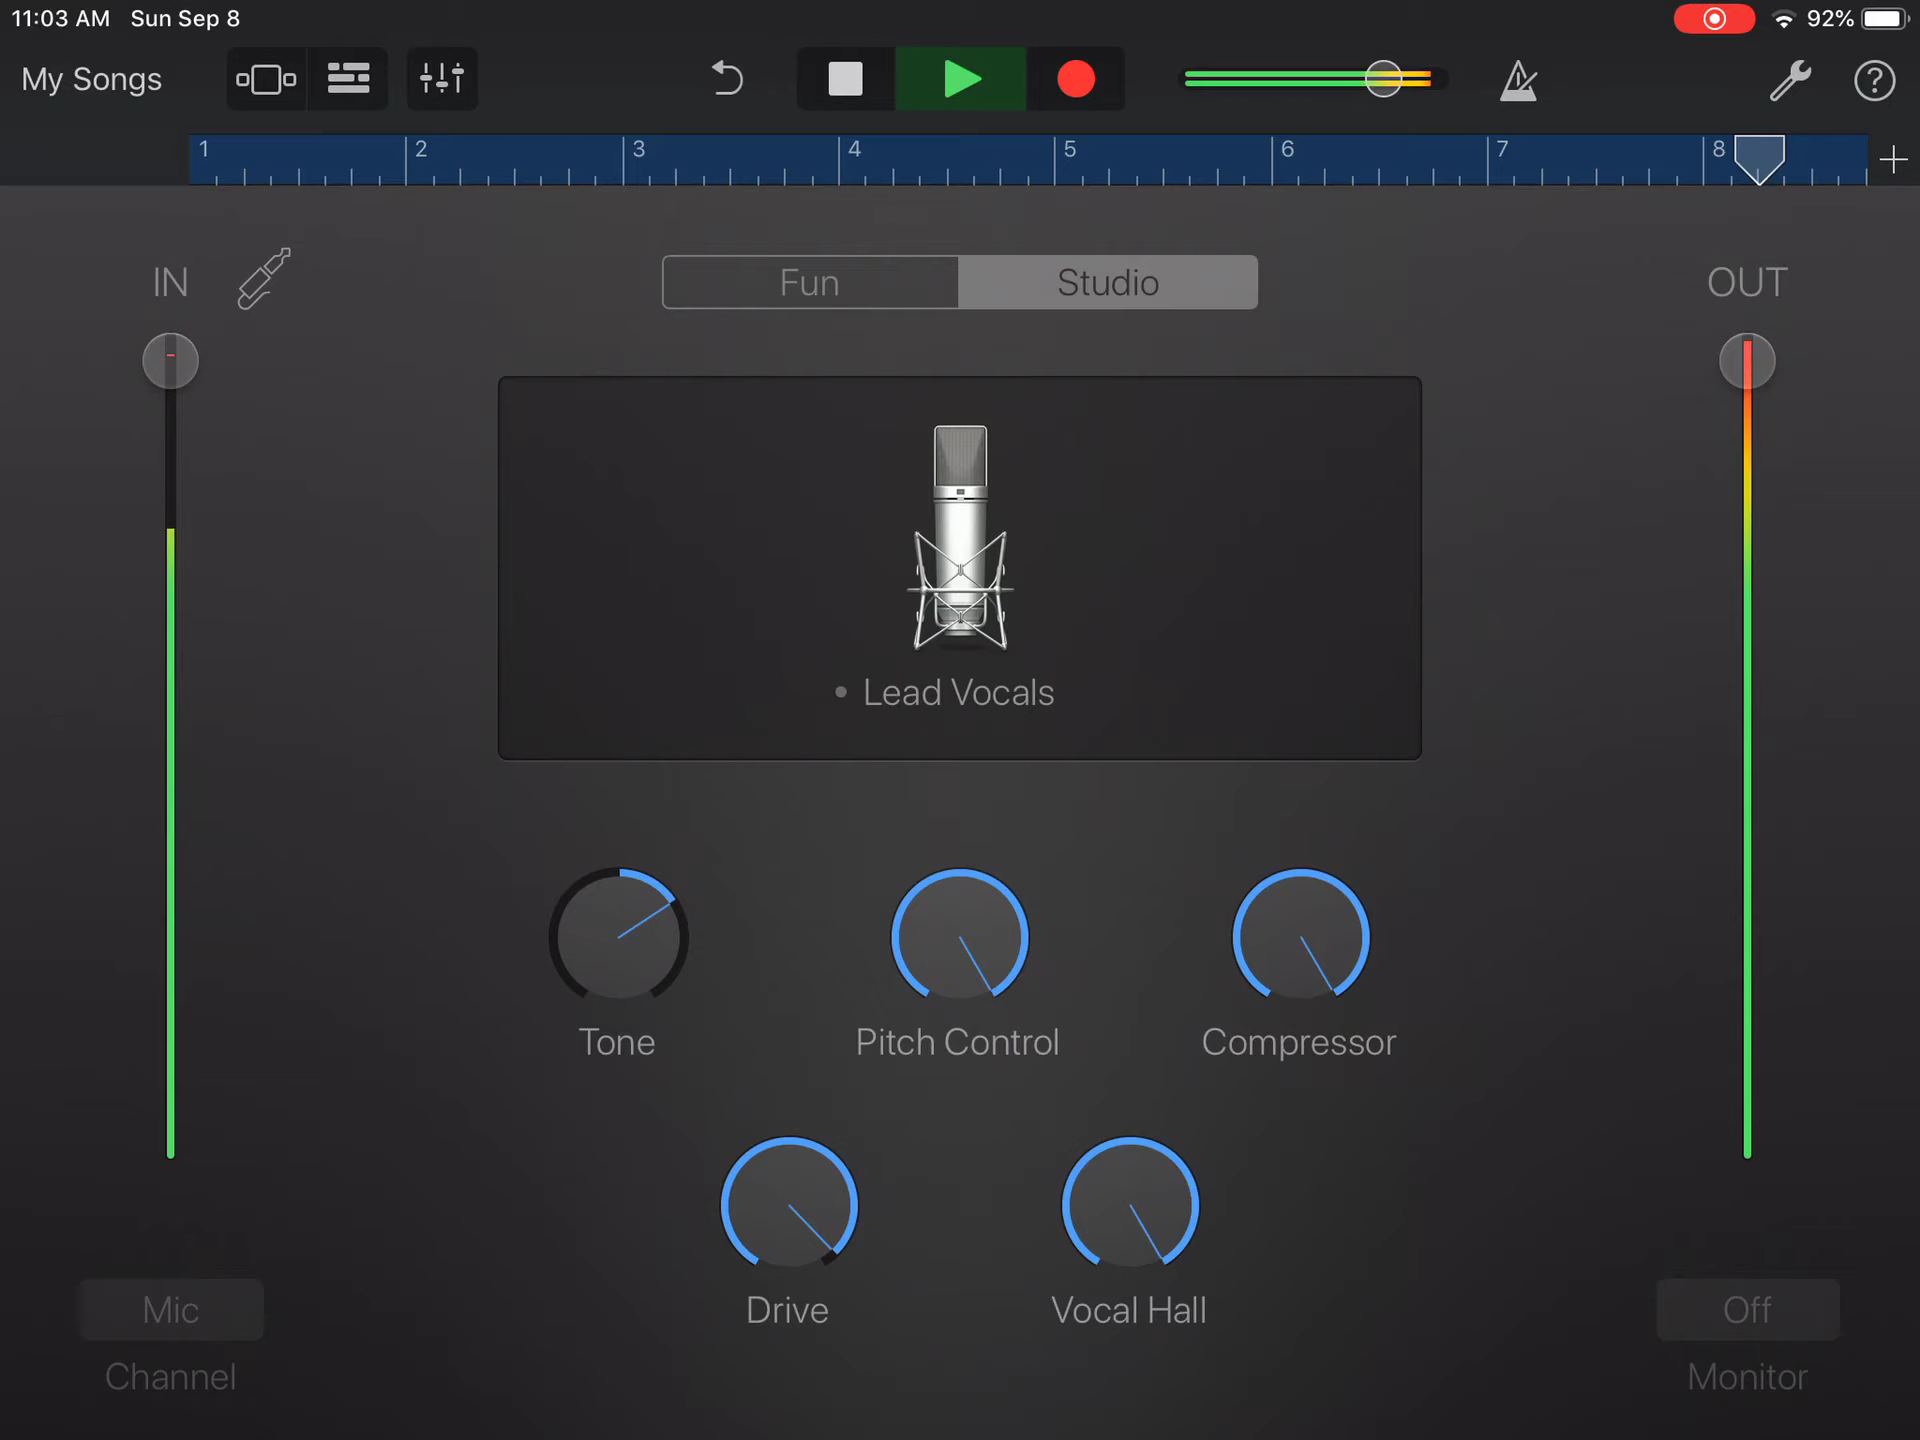 11:03 AM Sun Sep 8
92%
My Songs
1 2 3 4 5 6 7 8
IN
Fun
Studio
OUT
Lead Vocals
Tone
Pitch Control
Compressor
Drive
Vocal Hall
Mic
Off
Channel
Monitor